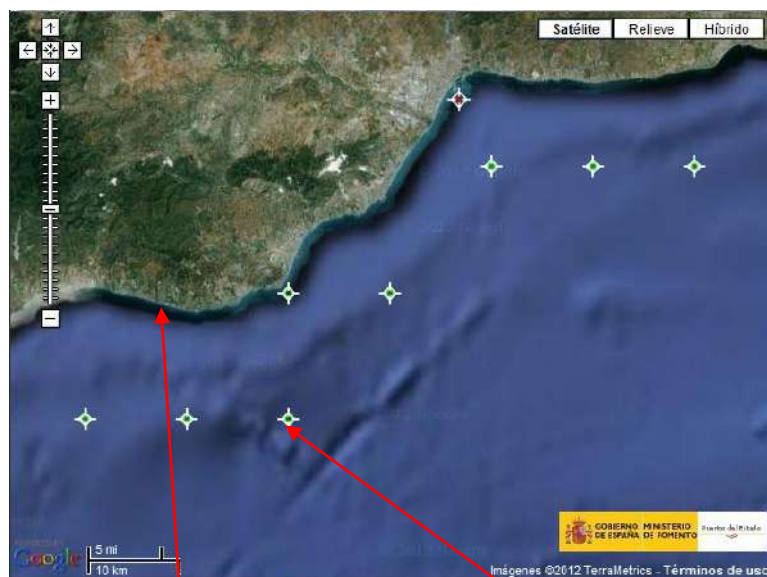 Satélite Relieve Híbrido
5 mi
10 km
Google
GOBIERNO MINISTERIO
DE ESPAÑA DE FOMENTO
Puertos del Estado
Imágenes ©2012 TerraMetrics - Términos de uso